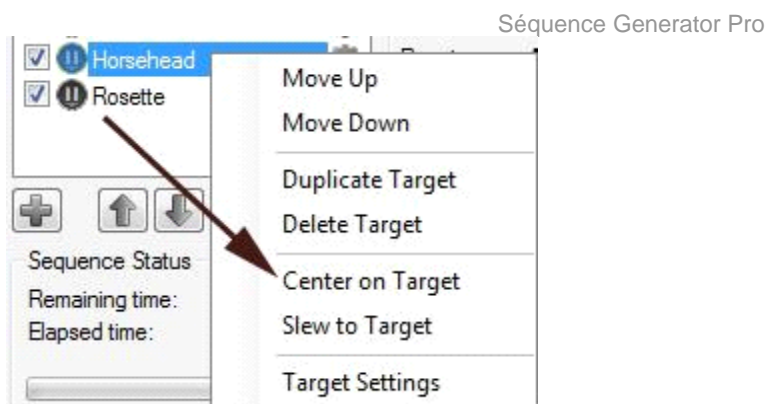 Séquence Generator Pro
Horsehead
Rosette
Move Up
Move Down
Duplicate Target
Delete Target
Center on Target
Slew to Target
Target Settings
Sequence Status
Remaining time:
Elapsed time: